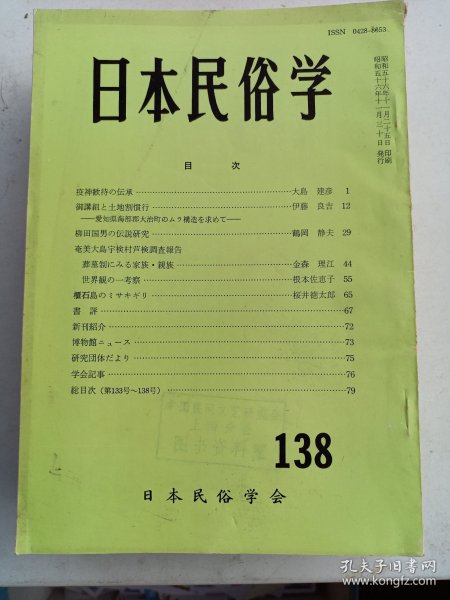 ISSN 0428-8653
日本民俗学
昭和五十六年十一月二十五日 印刷
昭和五十六年十一月三十日 発行
目 次
疫神歓待の伝承 大島 建彦 1
御講組と土地割慣行 伊藤 良吉 12
――愛知県海部郡大治町のムラ構造を求めて――
柳田国男の伝説研究 鶴岡 静夫 29
奄美大島宇検村芦検調査報告
葬墓制にみる家族・親族 金森 理江 44
世界観の一考察 根本佐恵子 55
櫃石島のミサキギリ 桜井徳太郎 65
書 評 67
新刊紹介 72
博物館ニュース 73
研究団体だより 75
学会記事 76
総目次(第133号~138号) 79
138
日本民俗学会
孔夫子旧书网
www.kongfz.com